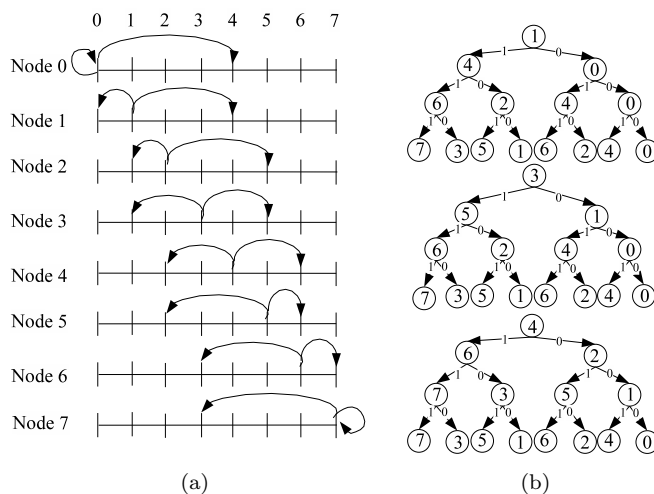 0 1 2 3 4 5 6 7
Node 0
Node 1
Node 2
Node 3
Node 4
Node 5
Node 6
Node 7
(a)
1
1 0
4 0
1 0 1 0
6 2 4 0
1 0 1 0 1 0 1 0
7 3 5 1 6 2 4 0
3
1 0
5 1
1 0 1 0
6 2 4 0
1 0 1 0 1 0 1 0
7 3 5 1 6 2 4 0
4
1 0
6 2
1 0 1 0
7 3 5 1
1 0 1 0 1 0 1 0
7 3 5 1 6 2 4 0
(b)